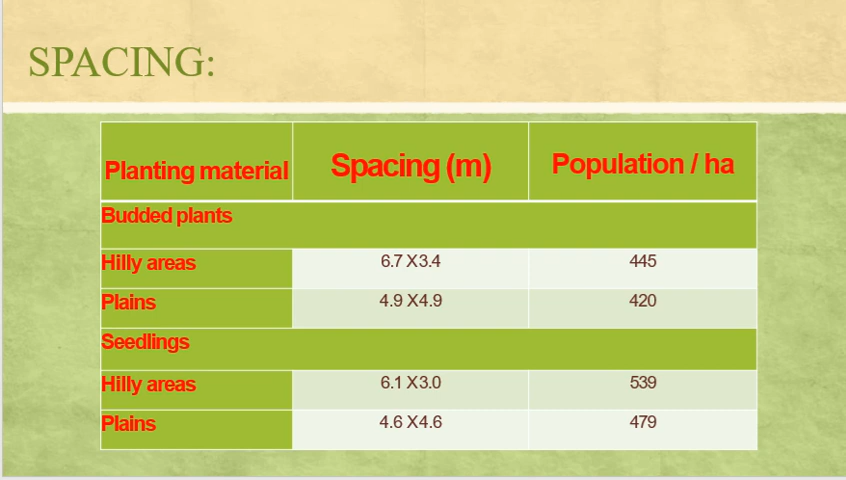 SPACING:
Planting material Spacing (m) Population / ha
Budded plants
Hilly areas 6.7 X3.4 445
Plains 4.9 X4.9 420
Seedlings
Hilly areas 6.1 X3.0 539
Plains 4.6 X4.6 479